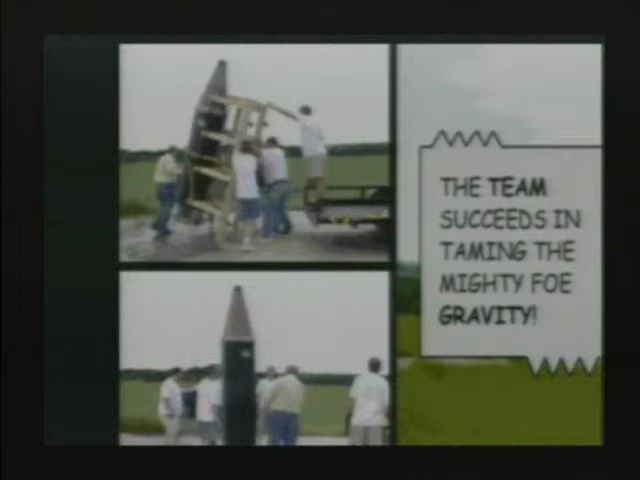 THE TEAM
SUCCEEDS IN
TAMING THE
MIGHTY FOE
GRAVITY!